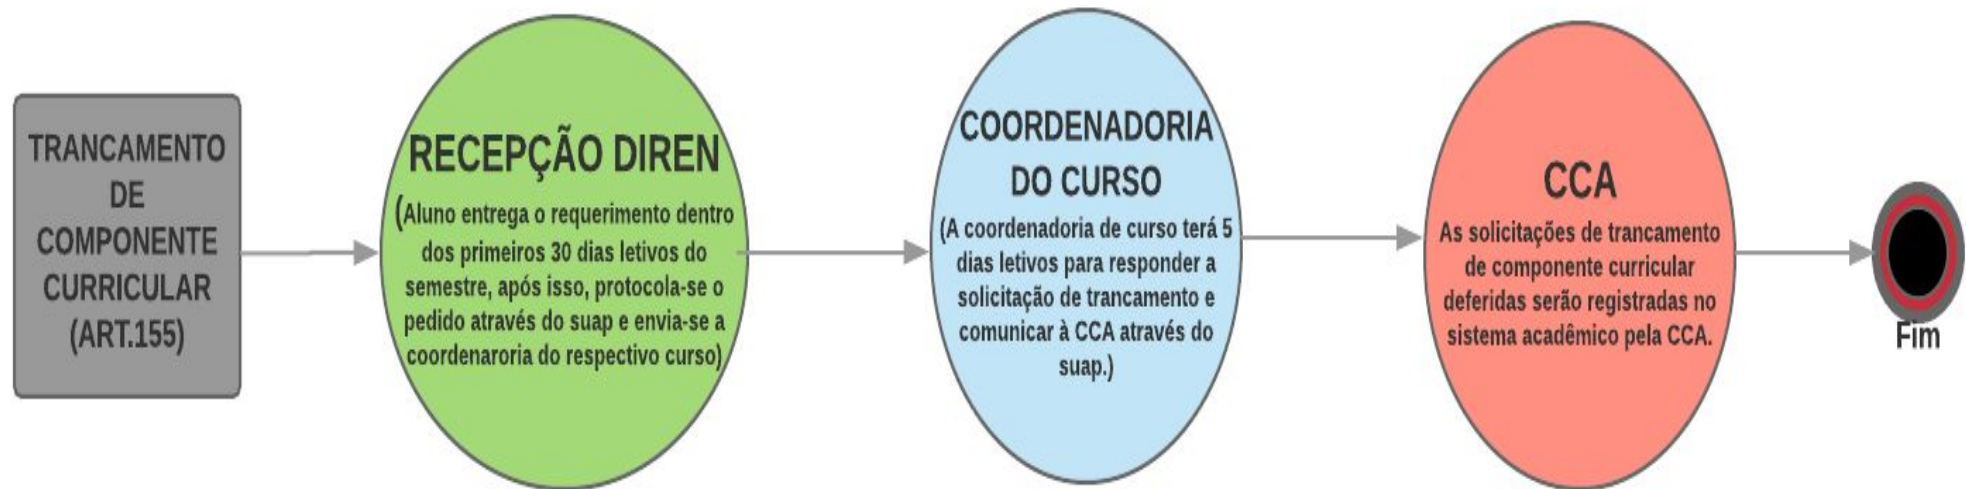 TRANCAMENTO
DE
COMPONENTE
CURRICULAR
(ART.155)
RECEPÇÃO DIREN
(Aluno entrega o requerimento dentro
dos primeiros 30 dias letivos do
semestre, após isso, protocola-se o
pedido através do suap e envia-se a
coordenaroria do respectivo curso)
COORDENADORIA
DO CURSO
(A coordenadoria de curso terá 5
dias letivos para responder a
solicitação de trancamento e
comunicar à CCA através do
suap.)
CCA
As solicitações de trancamento
de componente curricular
deferidas serão registradas no
sistema acadêmico pela CCA.
Fim